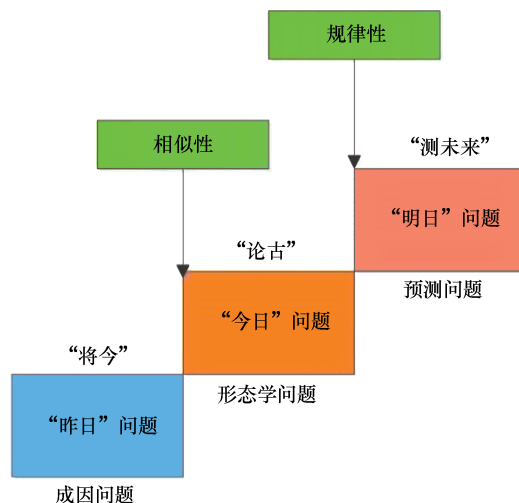 规律性
“测未来”
相似性
“明日”问题
“论古”
预测问题
“今日”问题
“将今”
形态学问题
“昨日”问题
成因问题